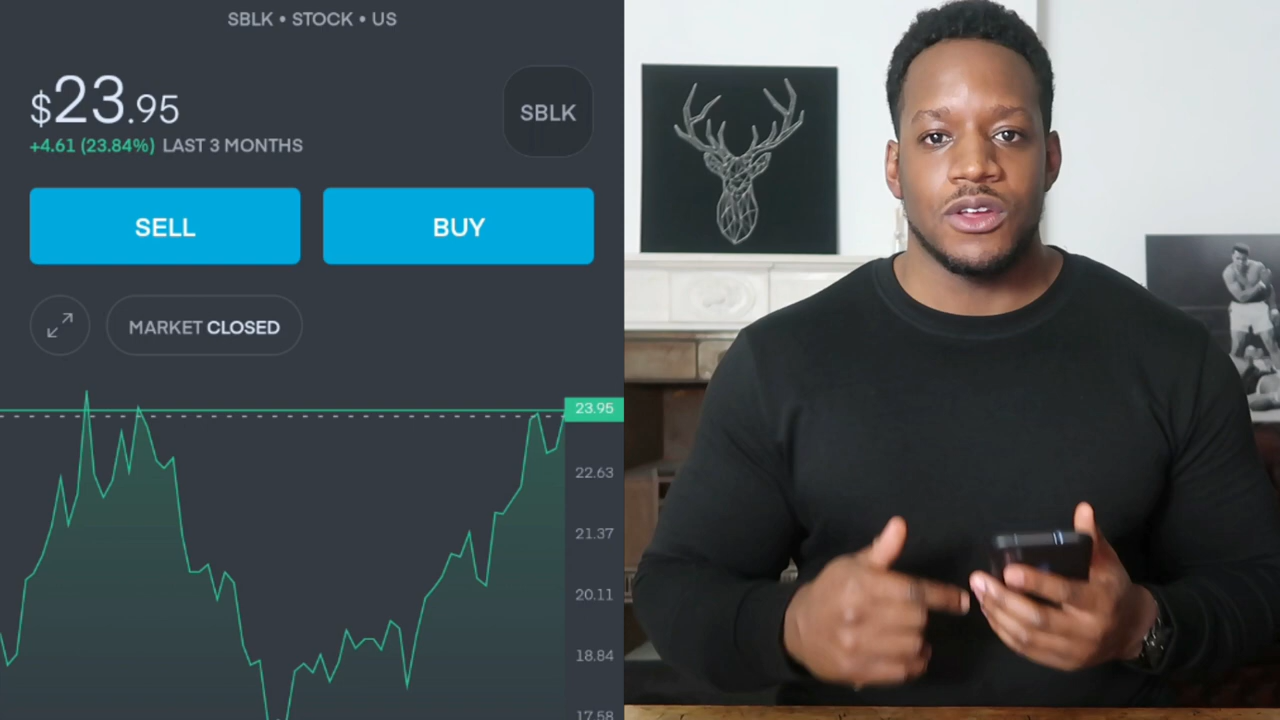 SBLK • STOCK • US
$23.95
SBLK
+4.61 (23.84%) LAST 3 MONTHS
SELL
BUY
MARKET CLOSED
23.95
22.63
21.37
20.11
18.84
17.58